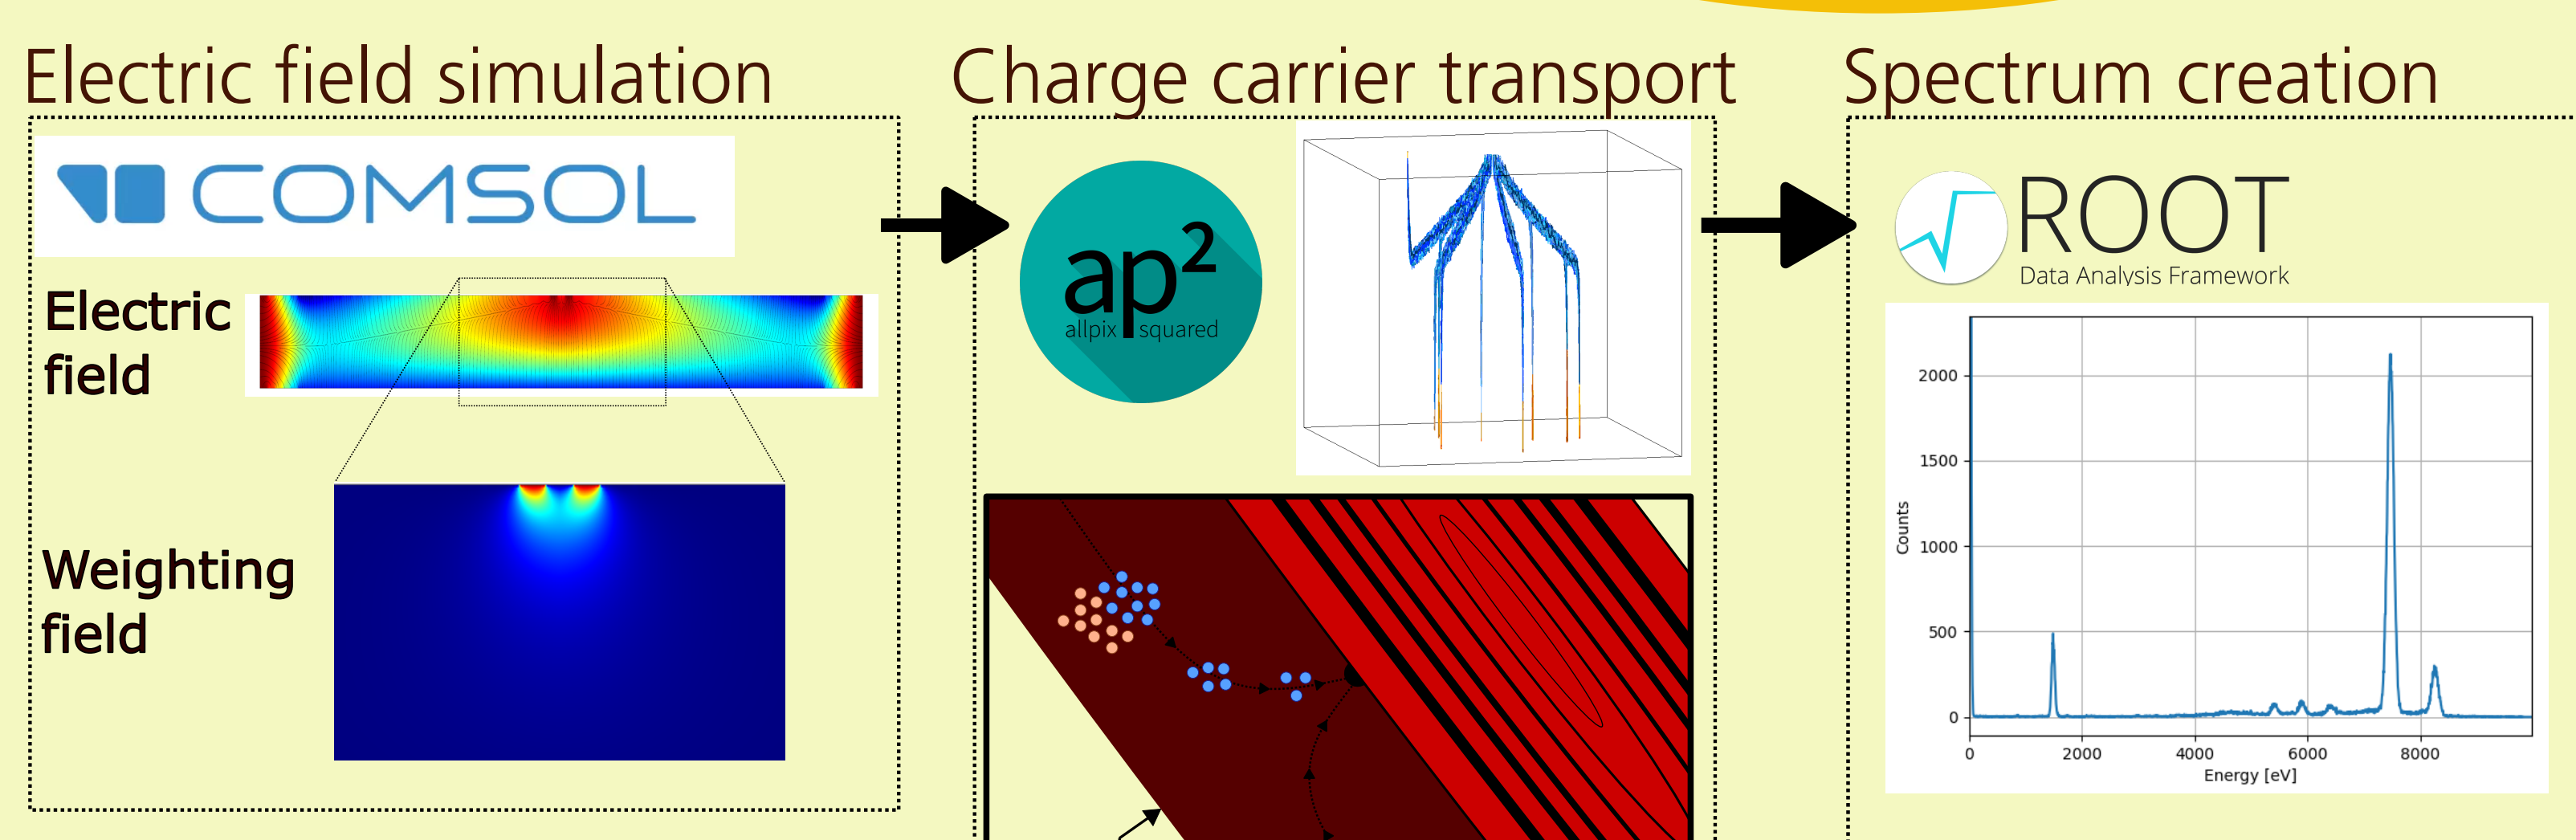 Electric field simulation
COMSOL
Electric
field
Weighting
field
Charge carrier transport
ap²
allpix squared
Spectrum creation
ROOT
Data Analysis Framework
2000
1500
1000
500
0
Counts
0 2000 4000 6000 8000
Energy [eV]